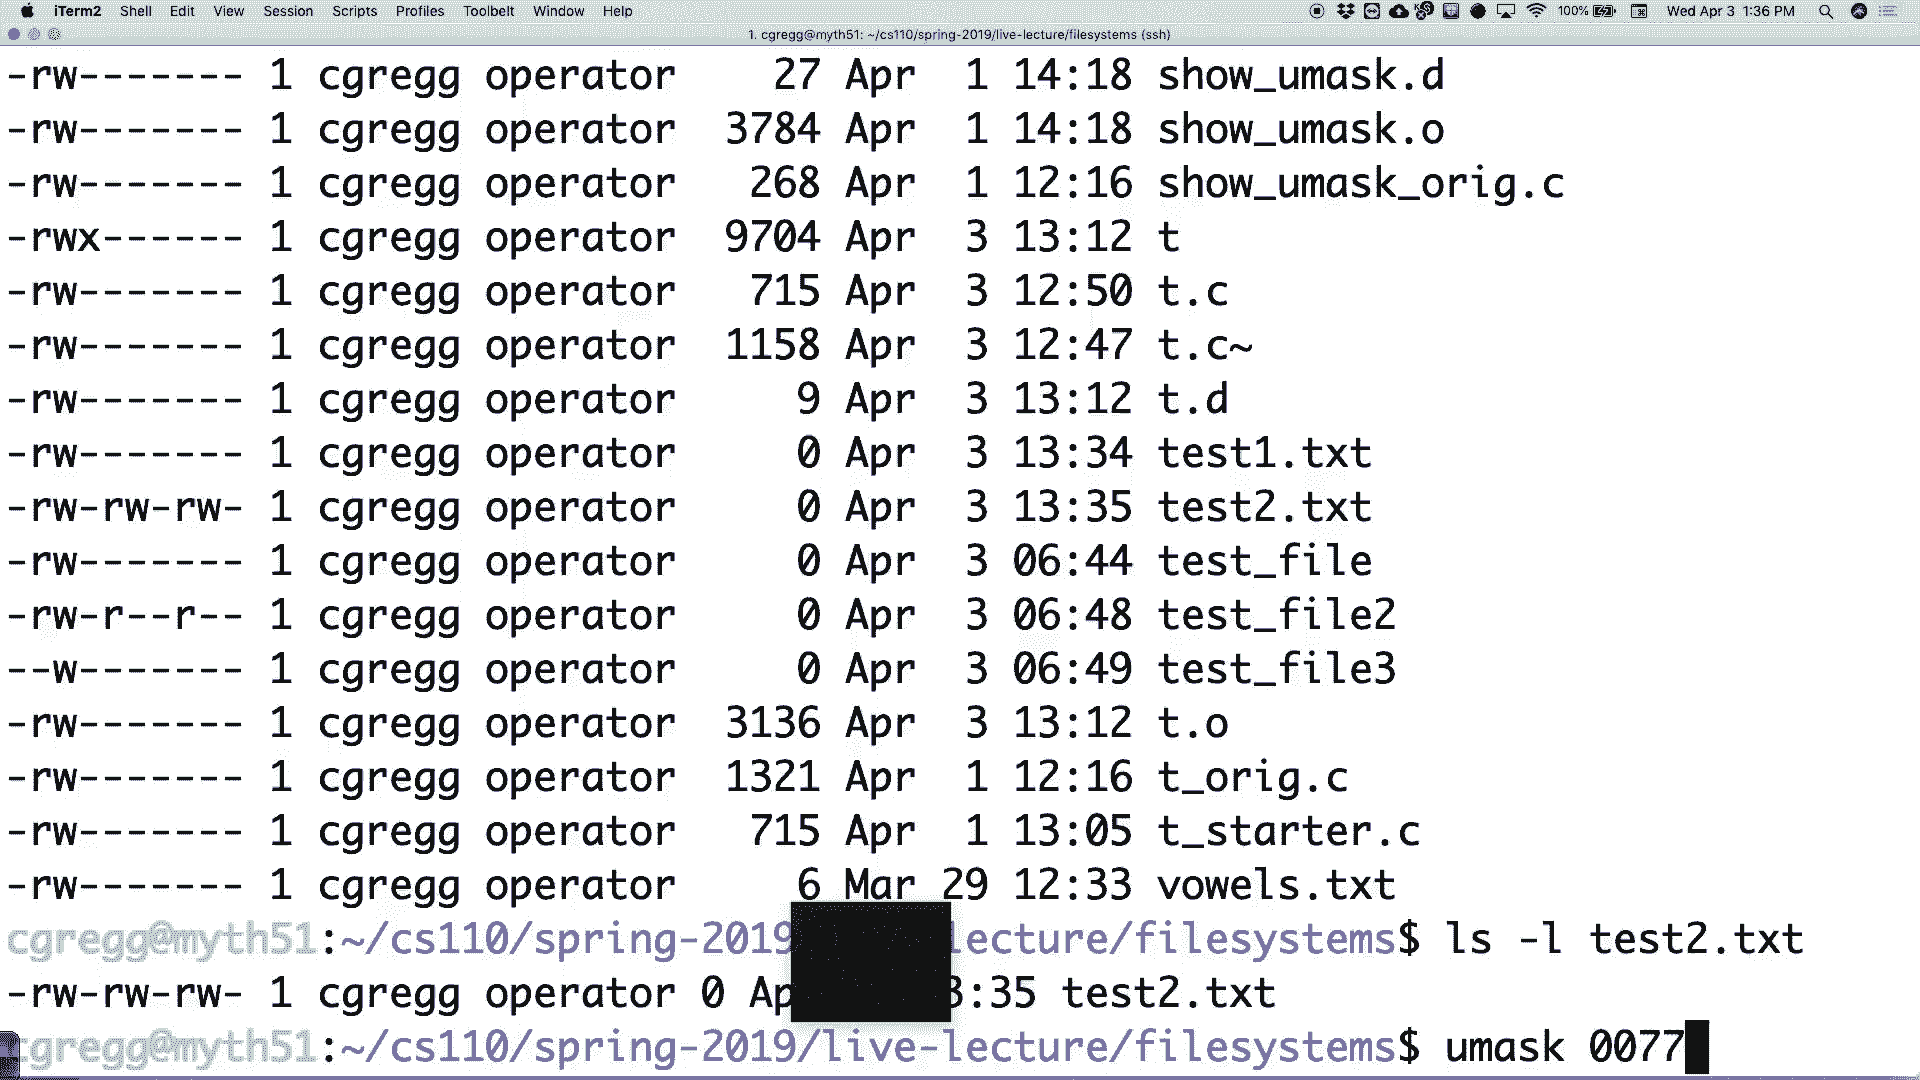 iTerm2 Shell Edit View Session Scripts Profiles Toolbelt Window Help 100% Wed Apr 3 1:36 PM
1. cgregg@myth51: ~/cs110/spring-2019/live-lecture/filesystems (ssh)
-rw------- 1 cgregg operator 27 Apr 1 14:18 show_umask.d
-rw------- 1 cgregg operator 3784 Apr 1 14:18 show_umask.o
-rw------- 1 cgregg operator 268 Apr 1 12:16 show_umask_orig.c
-rwx------ 1 cgregg operator 9704 Apr 3 13:12 t
-rw------- 1 cgregg operator 715 Apr 3 12:50 t.c
-rw------- 1 cgregg operator 1158 Apr 3 12:47 t.c~
-rw------- 1 cgregg operator 9 Apr 3 13:12 t.d
-rw------- 1 cgregg operator 0 Apr 3 13:34 test1.txt
-rw-rw-rw- 1 cgregg operator 0 Apr 3 13:35 test2.txt
-rw------- 1 cgregg operator 0 Apr 3 06:44 test_file
-rw-r--r-- 1 cgregg operator 0 Apr 3 06:48 test_file2
--w------- 1 cgregg operator 0 Apr 3 06:49 test_file3
-rw------- 1 cgregg operator 3136 Apr 3 13:12 t.o
-rw------- 1 cgregg operator 1321 Apr 1 12:16 t_orig.c
-rw------- 1 cgregg operator 715 Apr 1 13:05 t_starter.c
-rw------- 1 cgregg operator 6 Mar 29 12:33 vowels.txt
cgregg@myth51:~/cs110/spring-2019 lecture/filesystems$ ls -l test2.txt
-rw-rw-rw- 1 cgregg operator 0 Ap 3:35 test2.txt
cgregg@myth51:~/cs110/spring-2019/live-lecture/filesystems$ umask 0077